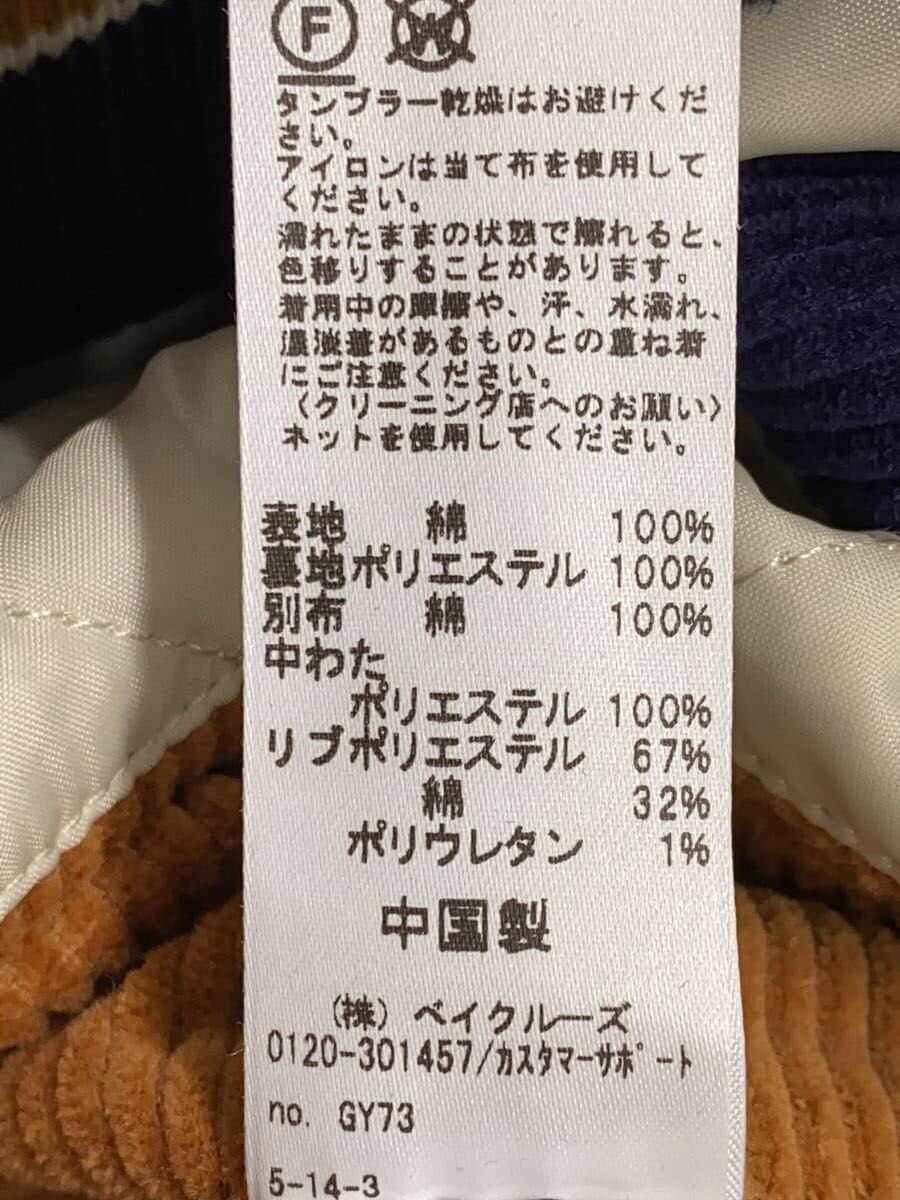 F W
タンブラー乾燥はお避けくだ
さい。
アイロンは当て布を使用して
ください。
濡れたままの状態で擦れると、
色移りすることがあります。
着用中の摩擦や、汗、水濡れ、
濃淡差があるものとの重ね着
にご注意ください。
〈クリーニング店へのお願い〉
ネットを使用してください。
表地 綿 100%
裏地ポリエステル 100%
別布 綿 100%
中わた
ポリエステル 100%
リブポリエステル 67%
綿 32%
ポリウレタン 1%
中国製
(株) ベイクルーズ
0120-301457/カスタマーサポート
no. GY73
5-14-3